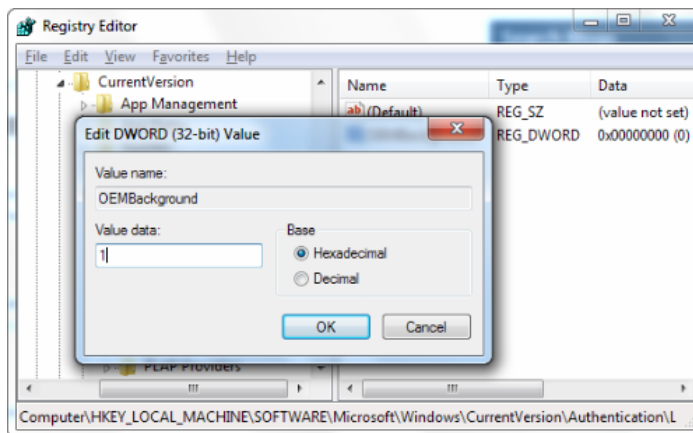 Registry Editor
File Edit View Favorites Help
CurrentVersion
App Management
Name Type Data
(Default) REG_SZ (value not set)
REG_DWORD 0x00000000 (0)
Edit DWORD (32-bit) Value
Value name:
OEMBackground
Value data:
1
Base
Hexadecimal
Decimal
OK Cancel
PLAP Providers
Computer\HKEY_LOCAL_MACHINE\SOFTWARE\Microsoft\Windows\CurrentVersion\Authentication\L